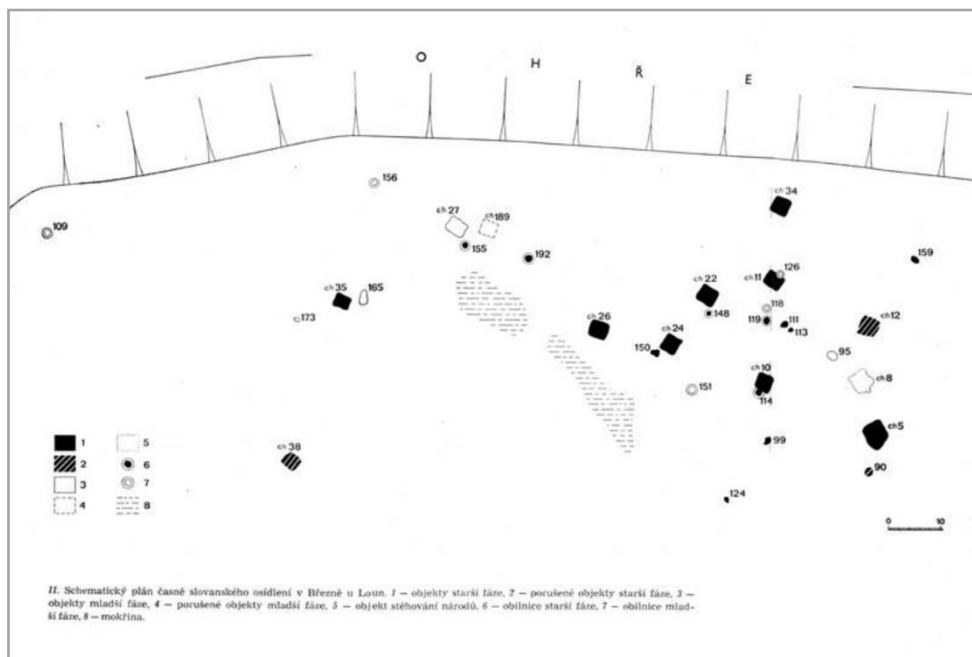 O H Ř E
156
ch 34
ch 27
ch 189
109
155
192
159
126
ch 11
ch 22
165
ch 35
118
148
119
111
173
113
ch 26
ch 12
ch 24
150
95
ch 10
ch 8
151
114
ch 5
99
ch 38
90
124
1
5
2
6
3
7
4
8
0 10
II. Schematický plán časně slovanského osídlení v Březně u Loun. 1 — objekty starší fáze, 2 — porušené objekty starší fáze, 3 —
objekty mladší fáze, 4 — porušené objekty mladší fáze, 5 — objekt stěhování národů, 6 — obilnice starší fáze, 7 — obilnice mlad-
ší fáze, 8 — mokřina.